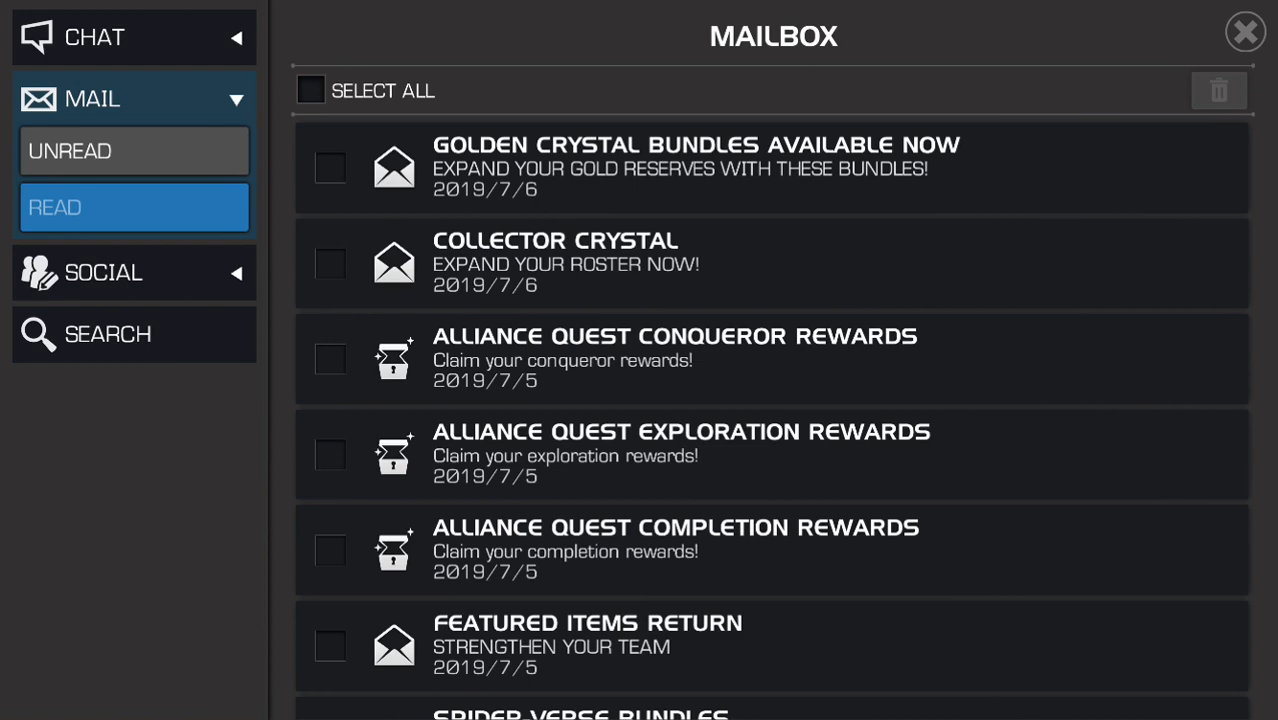 CHAT
MAIL
UNREAD
READ
SOCIAL
SEARCH
MAILBOX
SELECT ALL
GOLDEN CRYSTAL BUNDLES AVAILABLE NOW
EXPAND YOUR GOLD RESERVES WITH THESE BUNDLES!
2019/7/6
COLLECTOR CRYSTAL
EXPAND YOUR ROSTER NOW!
2019/7/6
ALLIANCE QUEST CONQUEROR REWARDS
Claim your conqueror rewards!
2019/7/5
ALLIANCE QUEST EXPLORATION REWARDS
Claim your exploration rewards!
2019/7/5
ALLIANCE QUEST COMPLETION REWARDS
Claim your completion rewards!
2019/7/5
FEATURED ITEMS RETURN
STRENGTHEN YOUR TEAM
2019/7/5
SPIDER-VERSE BUNDLES